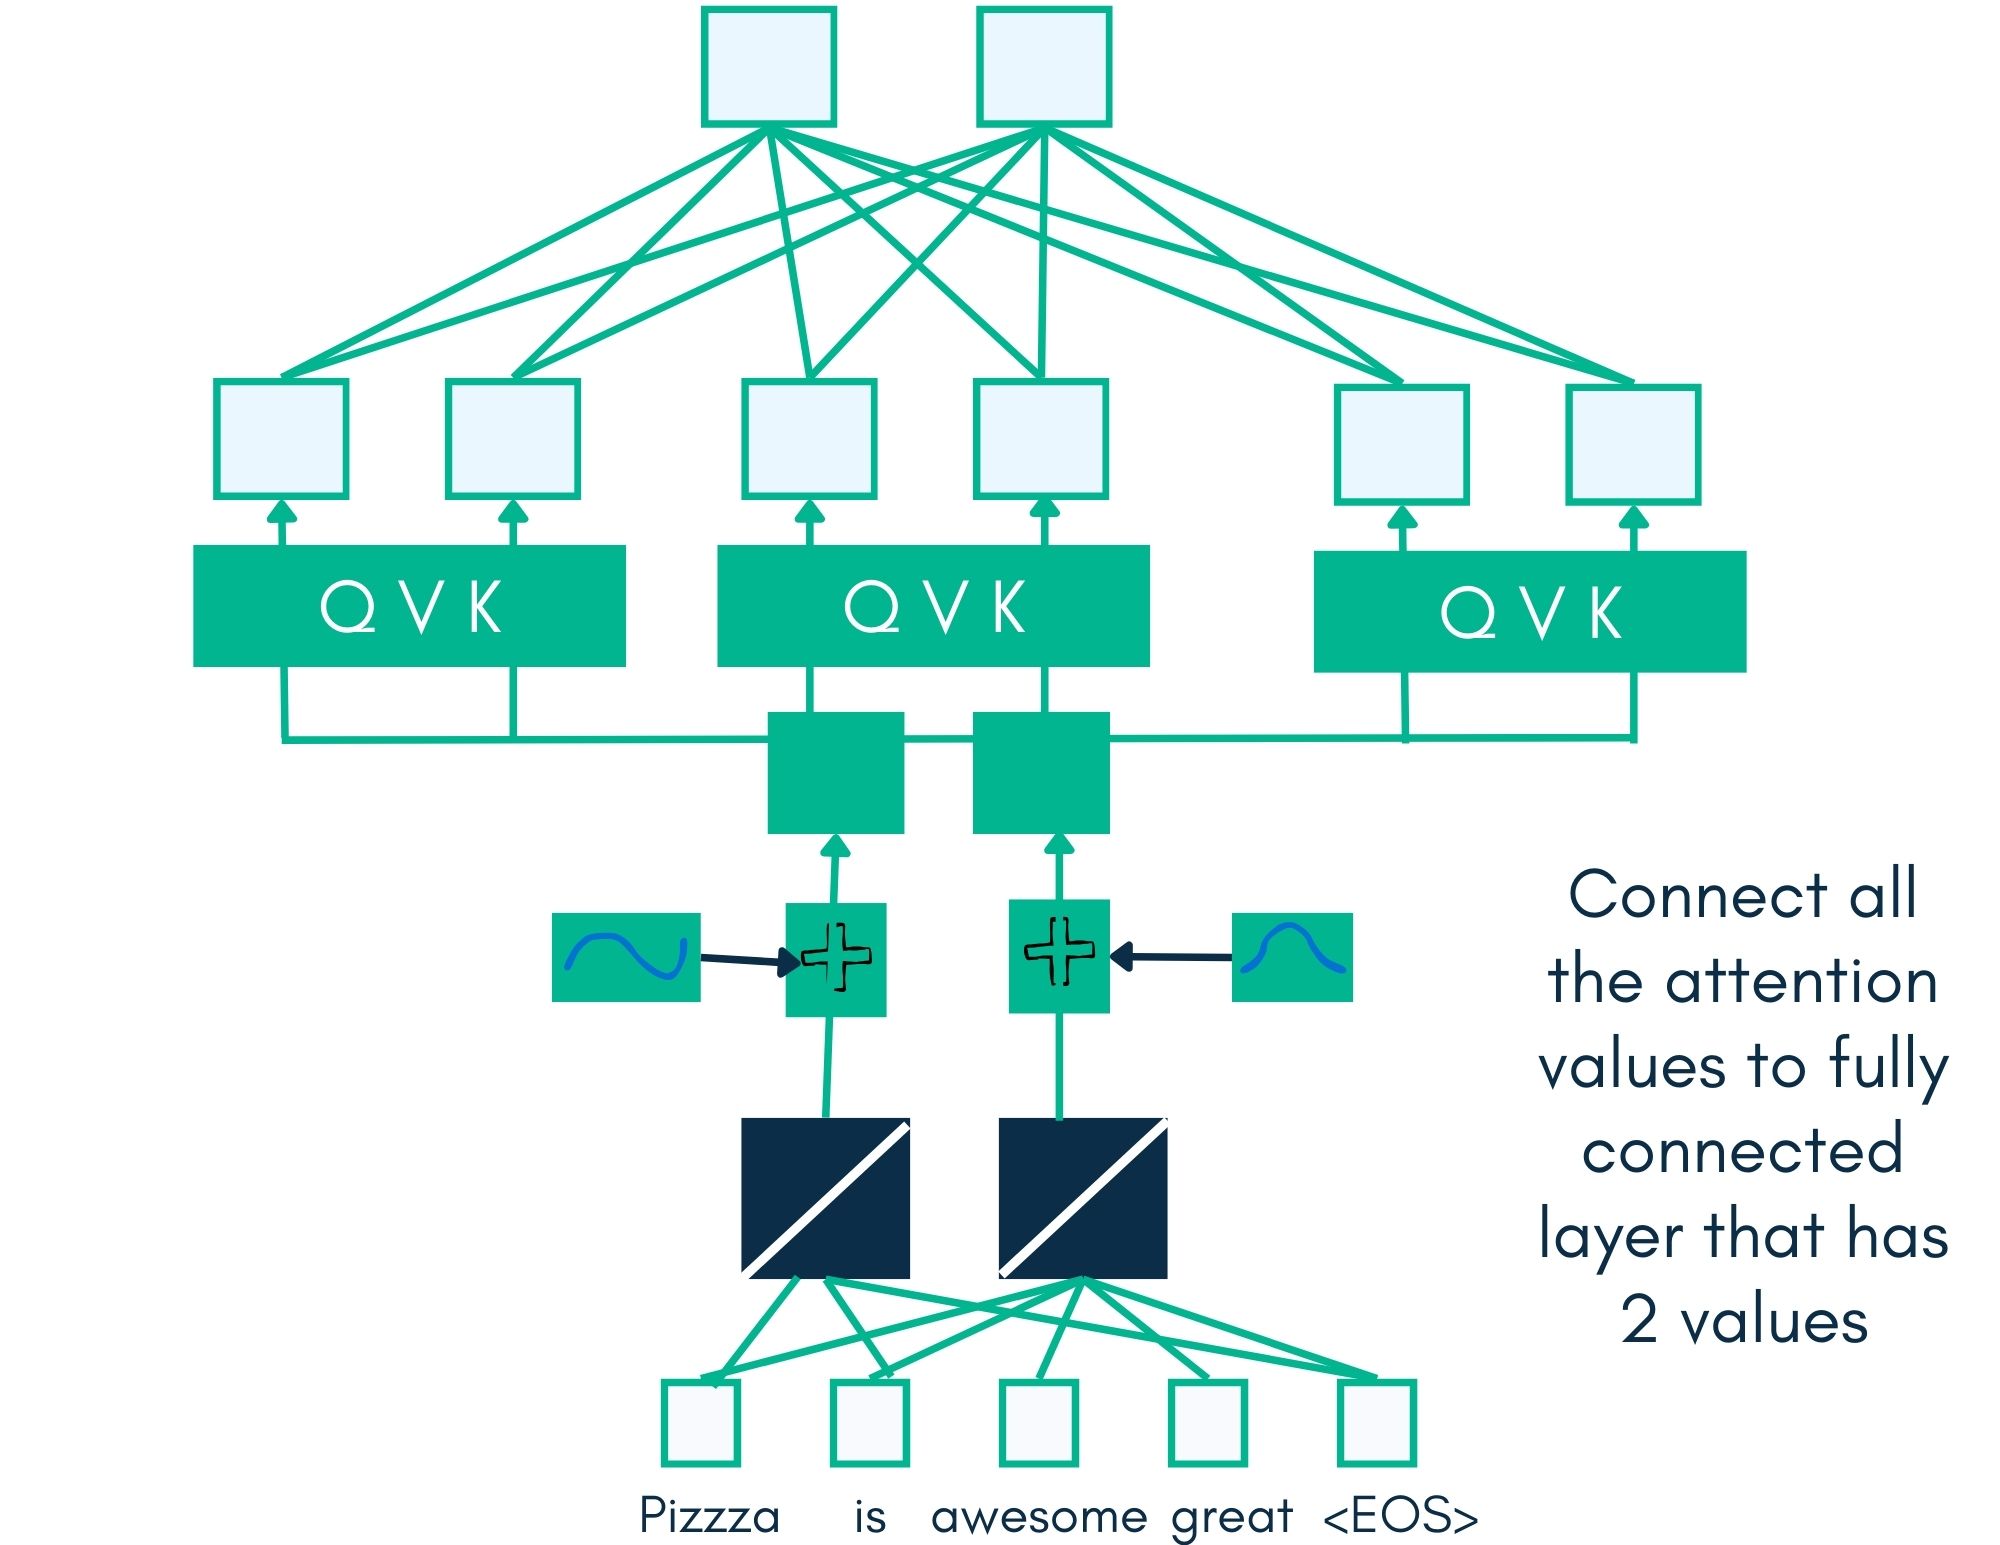 Q V K
Q V K
Q V K
Connect all
the attention
values to fully
connected
layer that has
2 values
Pizzza is awesome great <EOS>